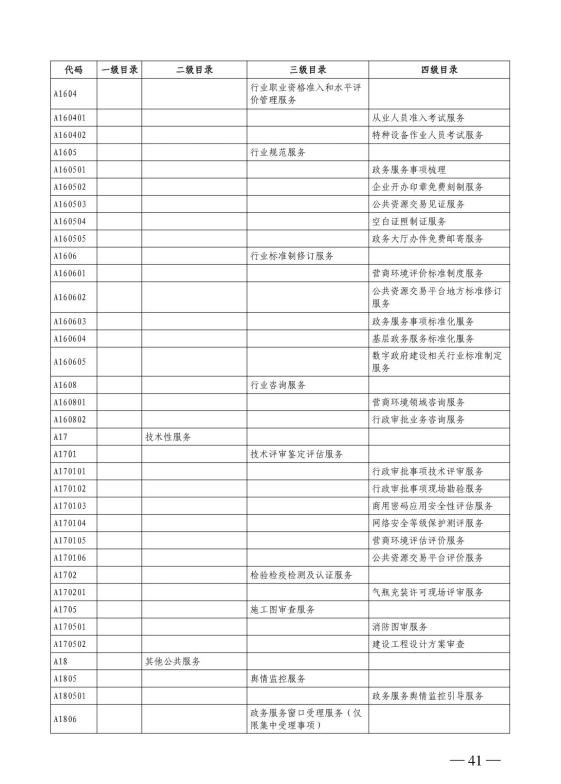 代码 一级目录 二级目录 三级目录 四级目录
A1604 行业职业资格准入和水平评
价管理服务
A160401 从业人员准入考试服务
A160402 特种设备作业人员考试服务
A1605 行业规范服务
A160501 政务服务事项梳理
A160502 企业开办印章免费刻制服务
A160503 公共资源交易见证服务
A160504 空白证照制证服务
A160505 政务大厅办件免费邮寄服务
A1606 行业标准制修订服务
A160601 营商环境评价标准制度服务
A160602 公共资源交易平台地方标准修订
服务
A160603 政务服务事项标准化服务
A160604 基层政务服务标准化服务
A160605 数字政府建设相关行业标准制定
服务
A1608 行业咨询服务
A160801 营商环境领域咨询服务
A160802 行政审批业务咨询服务
A17 技术性服务
A1701 技术评审鉴定评估服务
A170101 行政审批事项技术评审服务
A170102 行政审批事项现场勘验服务
A170103 商用密码应用安全性评估服务
A170104 网络安全等级保护测评服务
A170105 营商环境评估评价服务
A170106 公共资源交易平台评价服务
A1702 检验检疫检测及认证服务
A170201 气瓶充装许可现场评审服务
A1705 施工图审查服务
A170501 消防图审服务
A170502 建设工程设计方案审查
A18 其他公共服务
A1805 舆情监控服务
A180501 政务服务舆情监控引导服务
A1806 政务服务窗口受理服务（仅
限集中受理事项）
— 41 —